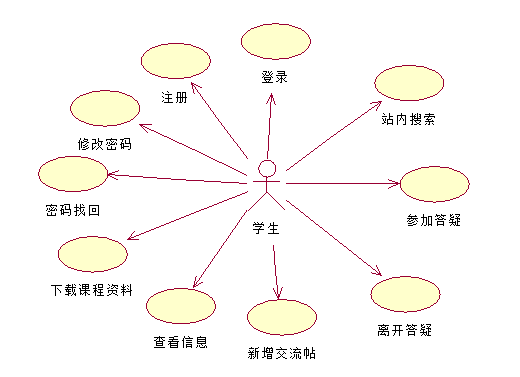 登录
注册
站内搜索
修改密码
密码找回
参加答疑
学生
下载课程资料
离开答疑
查看信息
新增交流帖